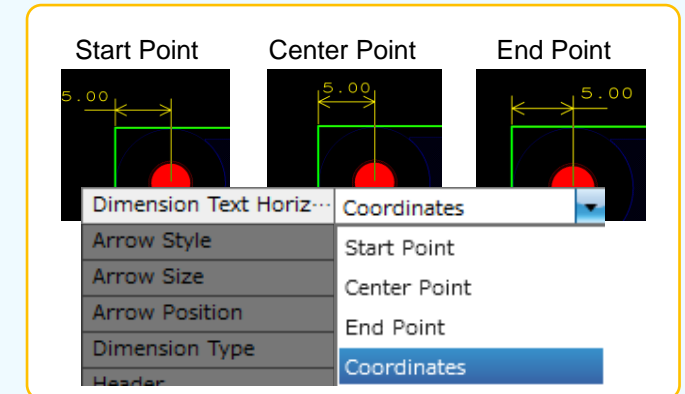 Start Point Center Point End Point
5.00 5.00 5.00
Dimension Text Horiz… Coordinates
Arrow Style
Arrow Size
Arrow Position
Dimension Type
Header
Start Point
Center Point
End Point
Coordinates